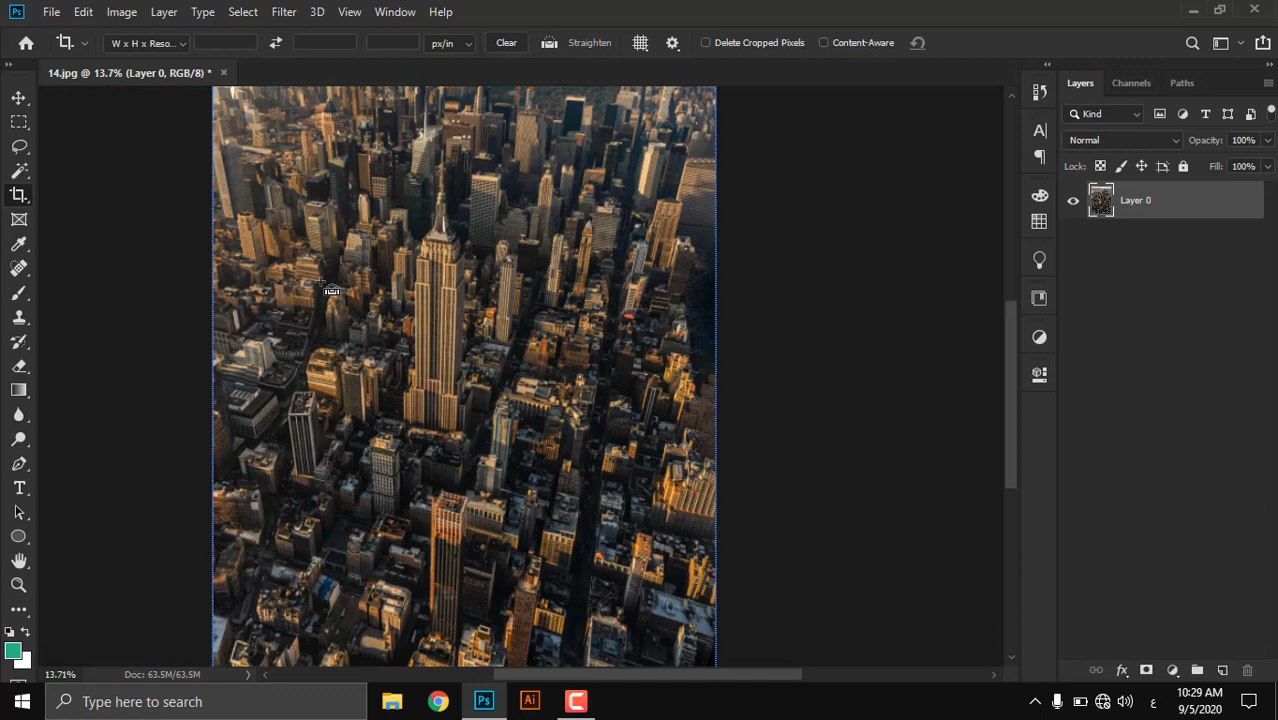 Ps File Edit Image Layer Type Select Filter 3D View Window Help
W x H x Reso... px/in Clear Straighten Delete Cropped Pixels Content-Aware
14.jpg @ 13.7% (Layer 0, RGB/8) * ×
Layers Channels Paths
Kind
Normal Opacity: 100%
Lock: Fill: 100%
Layer 0
13.71% Doc: 63.5M/63.5M
Type here to search Ps Ai ع 9:29 AM
9/5/2020